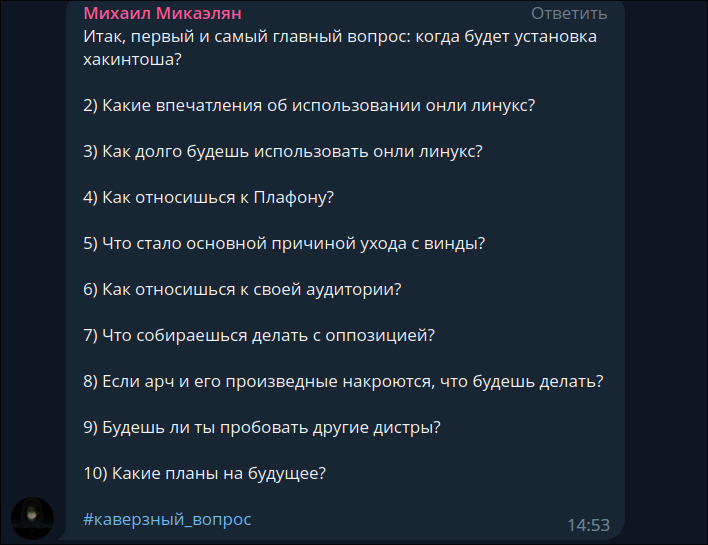 Михаил Микаэлян Ответить
Итак, первый и самый главный вопрос: когда будет установка
хакинтоша?
2) Какие впечатления об использовании онли линукс?
3) Как долго будешь использовать онли линукс?
4) Как относишься к Плафону?
5) Что стало основной причиной ухода с винды?
6) Как относишься к своей аудитории?
7) Что собираешься делать с оппозицией?
8) Если арч и его произведные накроются, что будешь делать?
9) Будешь ли ты пробовать другие дистры?
10) Какие планы на будущее?
#каверзный_вопрос
14:53